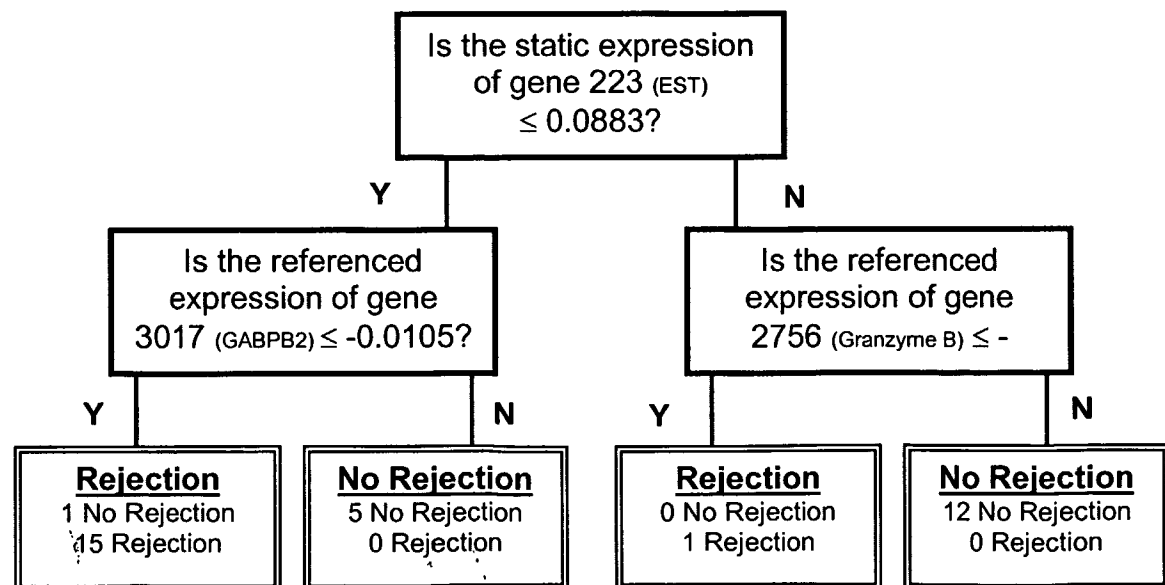 Is the static expression
of gene 223 (EST)
≤ 0.0883?
Y
N
Is the referenced
expression of gene
3017 (GABPB2) ≤ -0.0105?
Is the referenced
expression of gene
2756 (Granzyme B) ≤ -
Y
N
Y
N
Rejection
1 No Rejection
15 Rejection
No Rejection
5 No Rejection
0 Rejection
Rejection
0 No Rejection
1 Rejection
No Rejection
12 No Rejection
0 Rejection